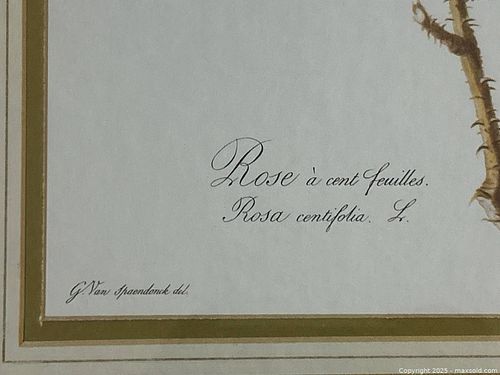 Rose à cent feuilles.
Rosa centifolia. L.
G. Van Spaendonck del.
Copyright 2025 - maxsold.com